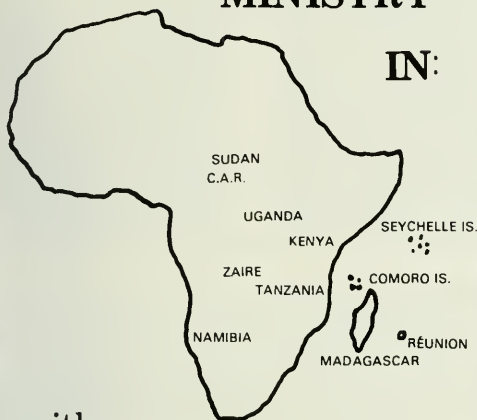 MINISTRY
IN:
SUDAN
C.A.R.
UGANDA
SEYCHELLE IS.
KENYA
ZAIRE
COMORO IS.
TANZANIA
NAMIBIA
RÉUNION
MADAGASCAR